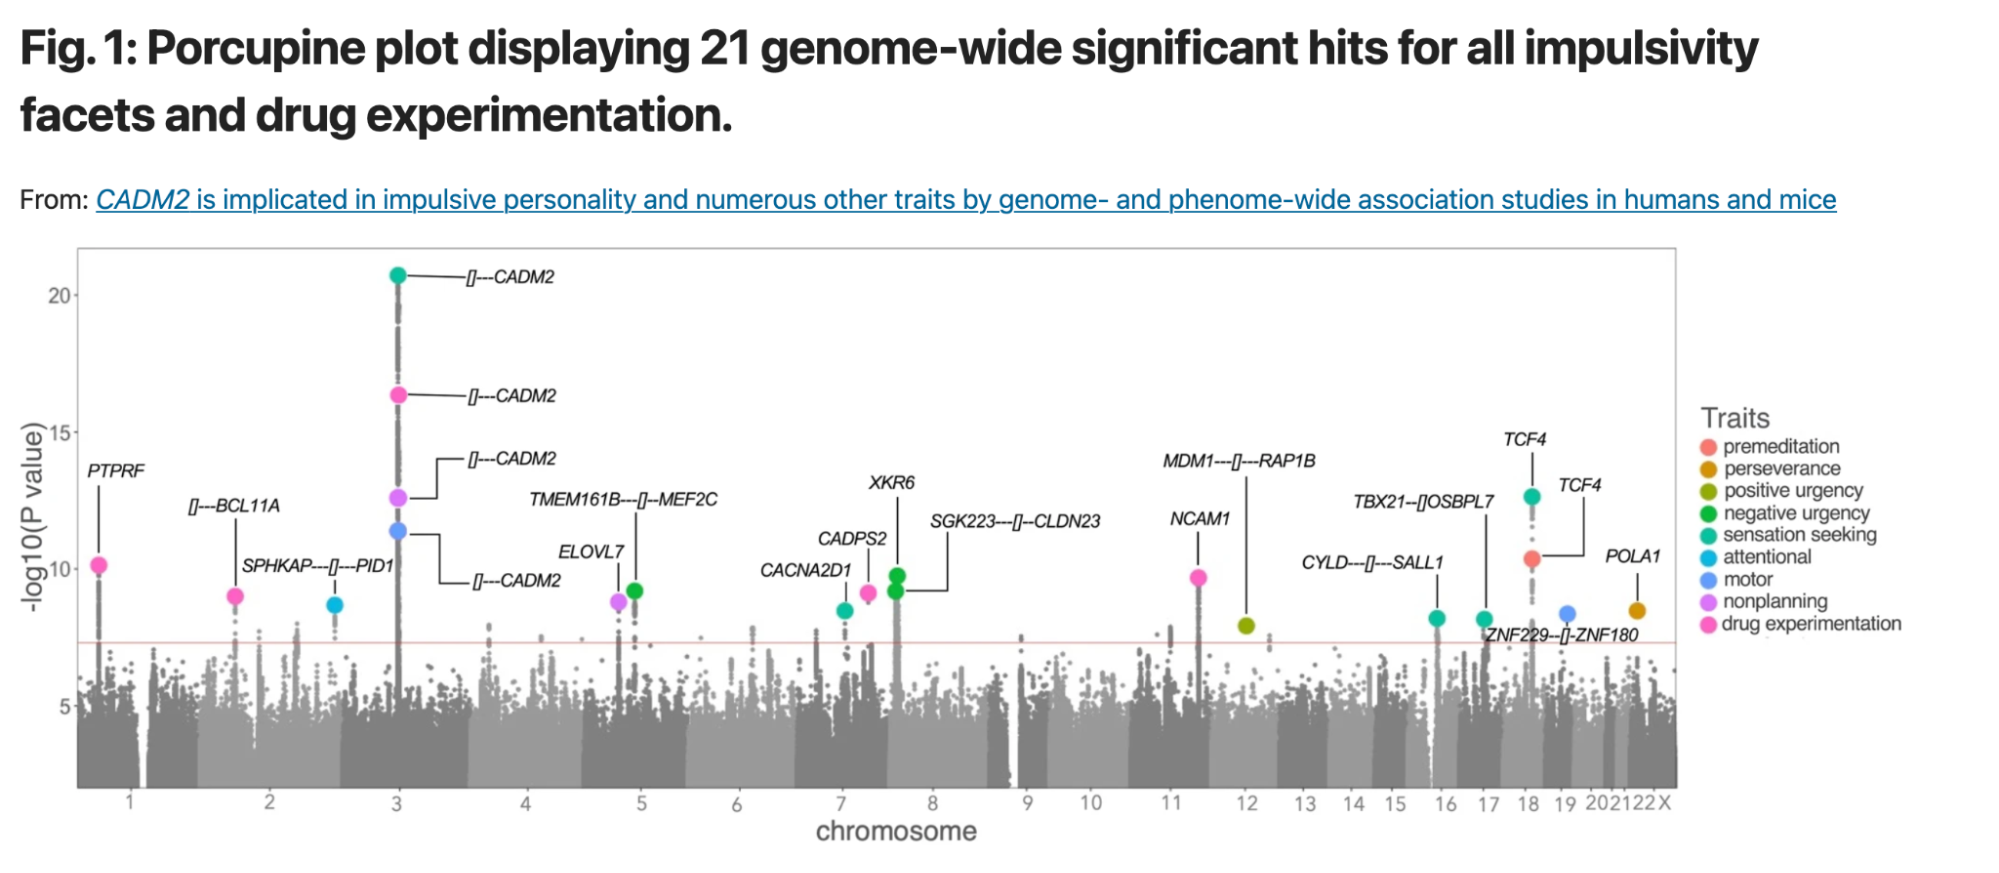 Fig. 1: Porcupine plot displaying 21 genome-wide significant hits for all impulsivity
facets and drug experimentation.
From: CADM2 is implicated in impulsive personality and numerous other traits by genome- and phenome-wide association studies in humans and mice
-log10(P value)
20
15
10
5
PTPRF
[]---BCL11A
SPHKAP---[]---PID1
[]---CADM2
[]---CADM2
[]---CADM2
[]---CADM2
ELOVL7
TMEM161B---[]--MEF2C
CACNA2D1
CADPS2
XKR6
SGK223---[]--CLDN23
NCAM1
MDM1---[]---RAP1B
CYLD---[]---SALL1
TBX21--[]OSBPL7
TCF4
TCF4
ZNF229--[]-ZNF180
POLA1
1 2 3 4 5 6 7 8 9 10 11 12 13 14 15 16 17 18 19 20 21 22 X
chromosome
Traits
premeditation
perseverance
positive urgency
negative urgency
sensation seeking
attentional
motor
nonplanning
drug experimentation